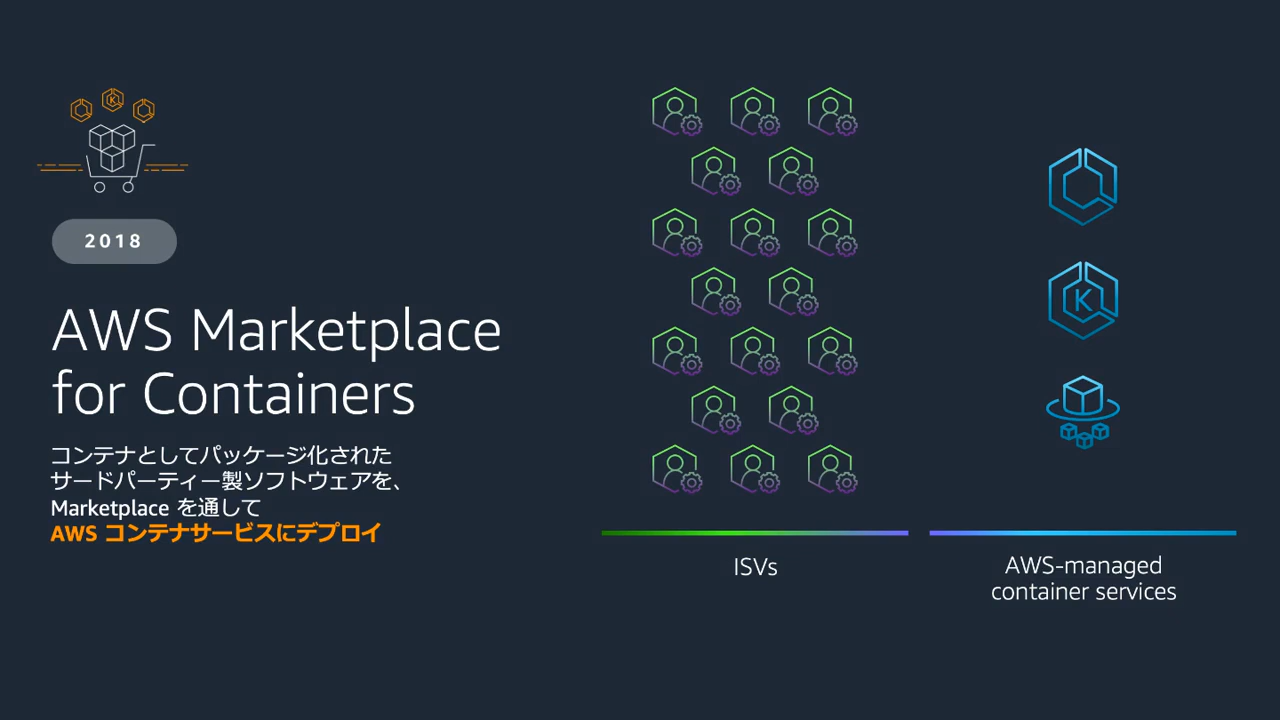 2018
AWS Marketplace
for Containers
コンテナとしてパッケージ化された
サードパーティー製ソフトウェアを、
Marketplace を通して
AWS コンテナサービスにデプロイ
K
K
ISVs
AWS-managed
container services